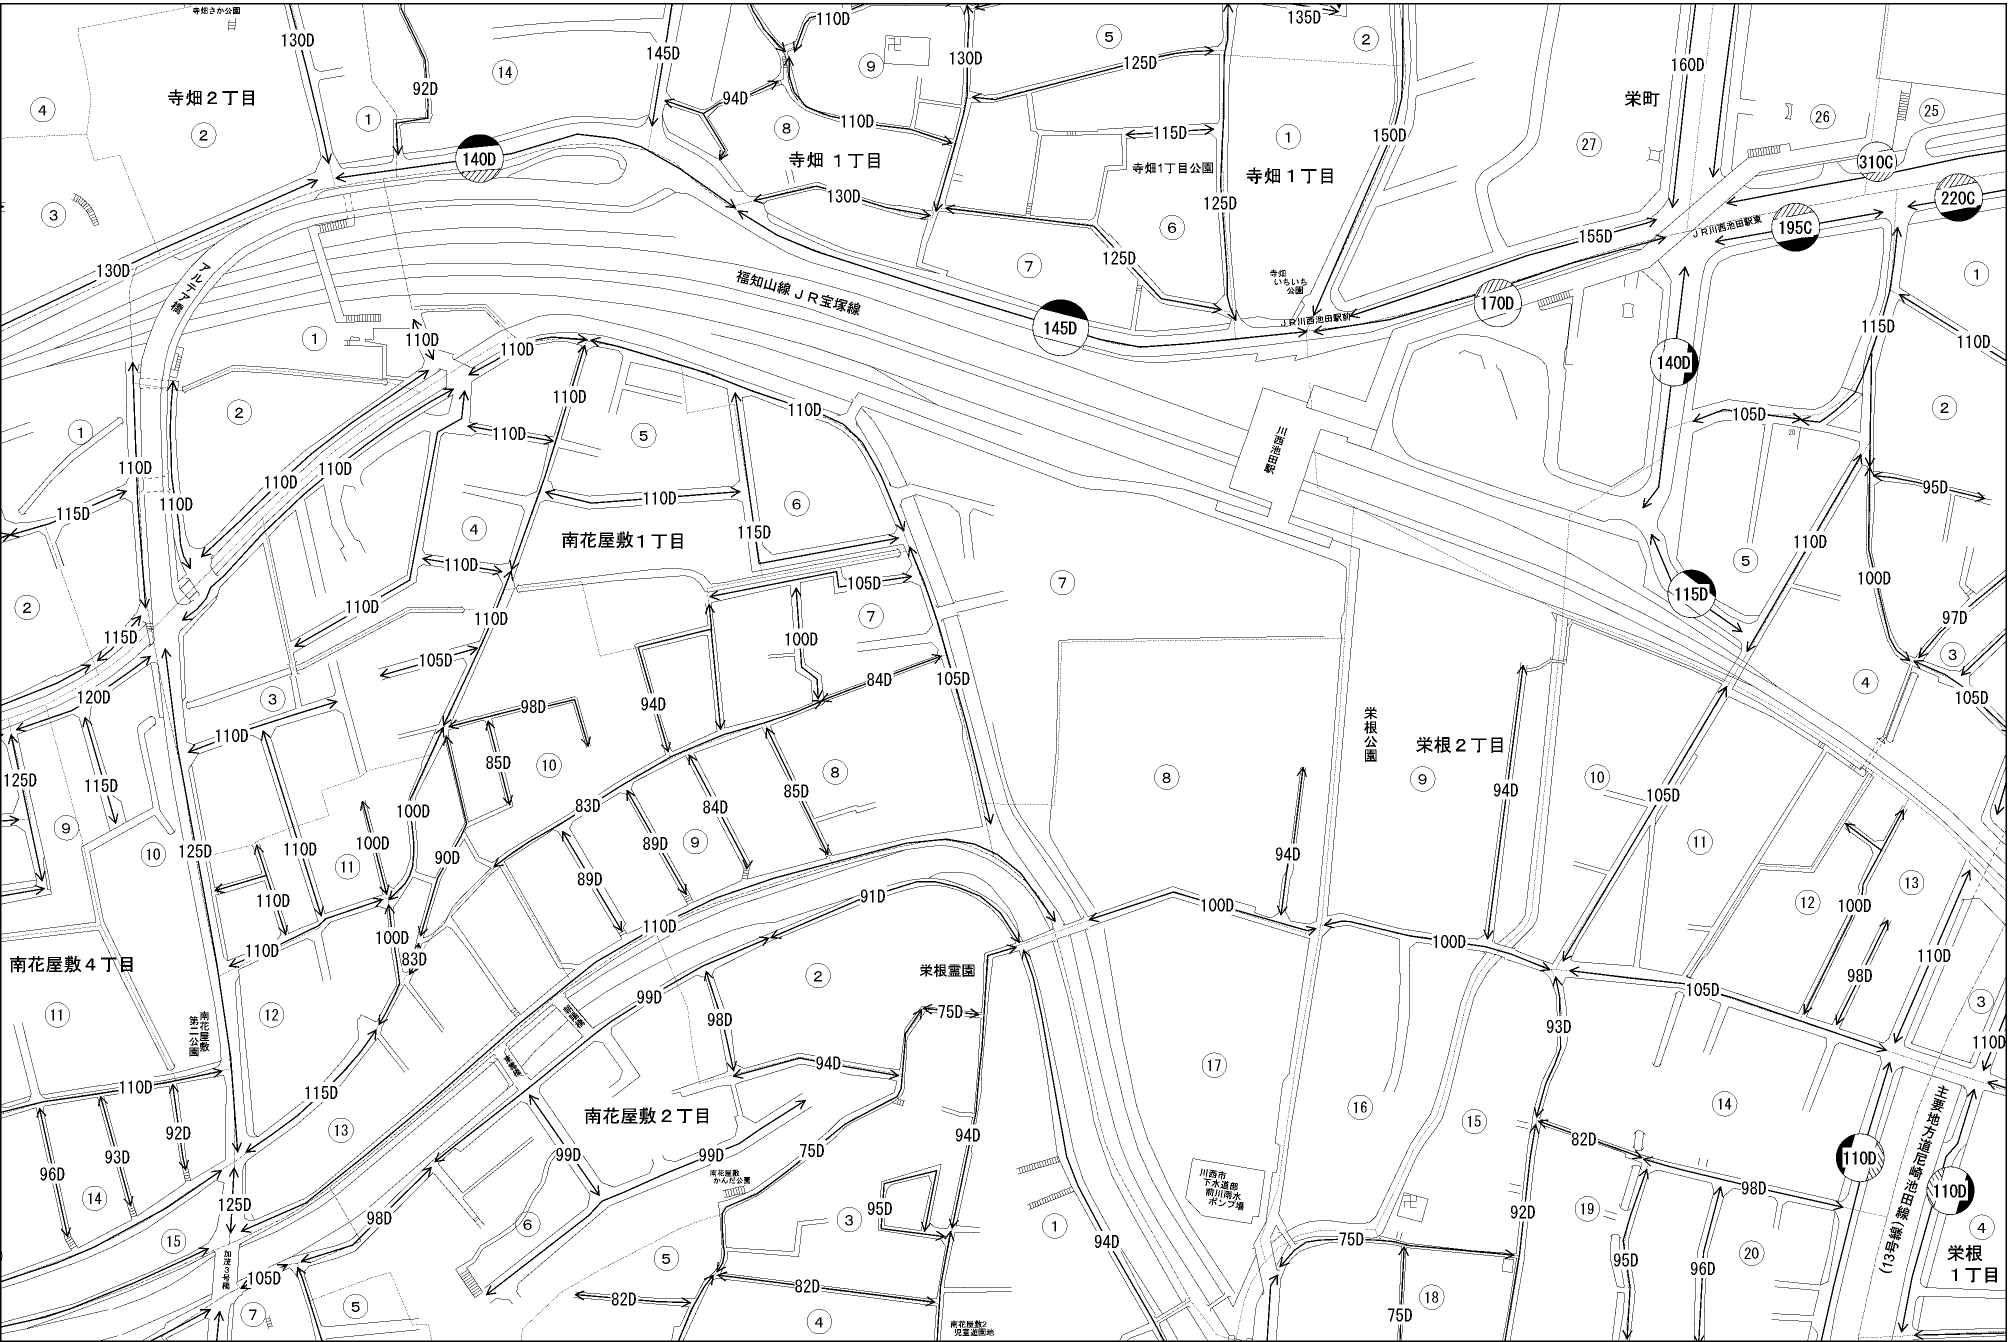 寺畑さか公園
130D
92D
14
145D
110D
9
130D
5
125D
135D
2
160D
栄町
26
25
4
寺畑２丁目
2
1
140D
94D
110D
8
寺畑 １丁目
115D
寺畑1丁目公園
1
寺畑１丁目
150D
27
310C
220C
3
130D
130D
6
125D
125D
155D
ＪＲ川西池田駅東
195C
1
アルテア橋
福知山線ＪＲ宝塚線
7
寺畑
いちいち
公園
145D
ＪＲ川西池田駅前
170D
115D
110D
1
110D
110D
140D
2
110D
110D
105D
2
1
110D
5
川西池田駅
20
110D
110D
110D
110D
110D
115D
110D
4
南花屋敷１丁目
115D
6
95D
110D
5
2
110D
110D
110D
105D
7
7
100D
115D
97D
3
115D
105D
100D
4
105D
120D
3
94D
84D
105D
98D
栄根公園
栄根２丁目
110D
125D
115D
85D
10
8
8
9
10
94D
105D
9
10
125D
110D
100D
100D
11
83D
84D
85D
89D
9
90D
89D
94D
11
13
12
100D
110D
110D
110D
100D
83D
110D
91D
100D
100D
南花屋敷４丁目
栄根霊園
2
99D
98D
75D
105D
98D
110D
3
11
南花屋敷
第二公園
12
93D
110D
110D
115D
94D
17
16
15
14
南花屋敷２丁目
13
主要地方道尼崎池田線
(13号線)
96D
93D
92D
14
99D
99D
75D
94D
82D
110D
110D
南花屋敷
かんだ公園
川西市
下水道部
前川雨水
ポンプ場
98D
125D
98D
6
95D
3
1
94D
92D
19
20
4
栄根
１丁目
15
加茂３号橋
105D
5
75D
95D
96D
82D
82D
7
5
4
南花屋敷2
児童遊園地
75D
18